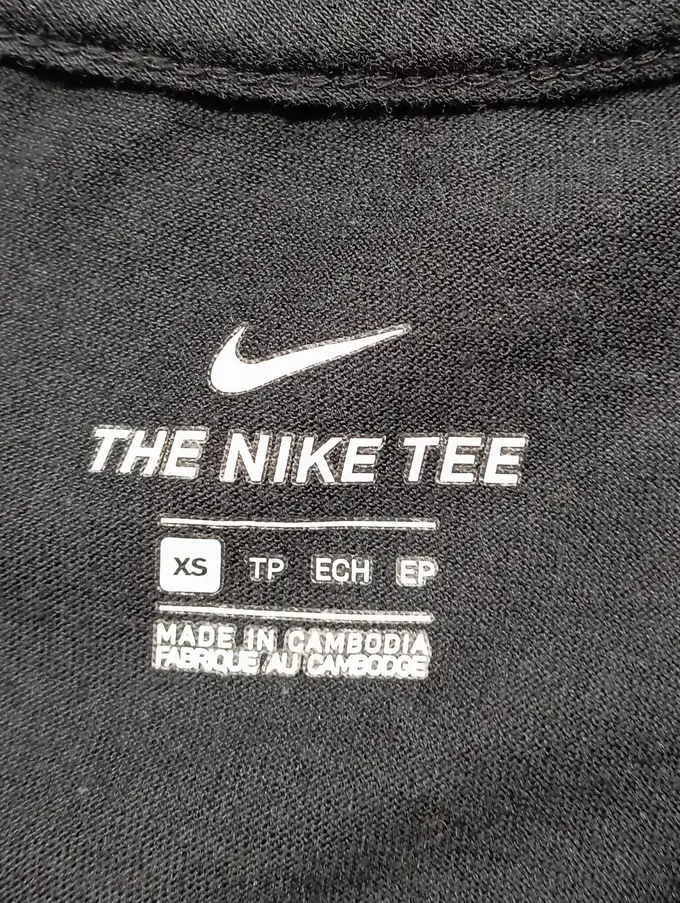 THE NIKE TEE
XS TP ECH EP
MADE IN CAMBODIA
FABRIQUE AU CAMBODGE